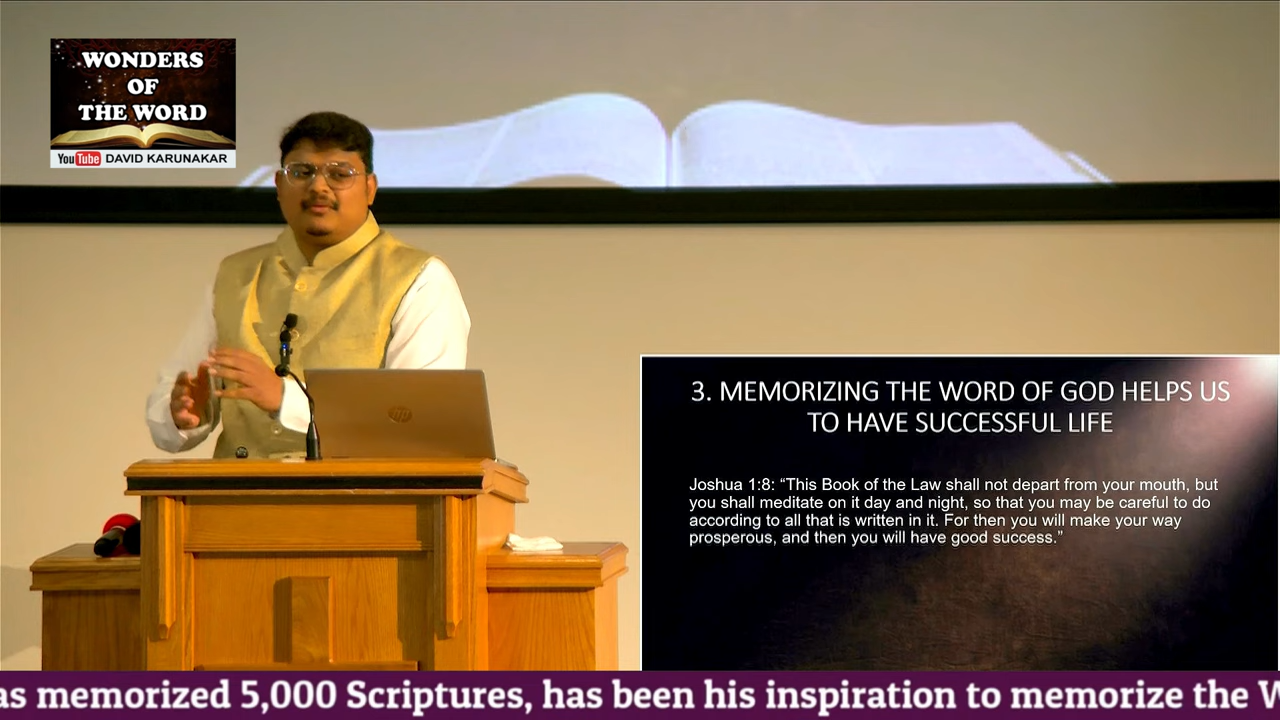 WONDERS
OF
THE WORD
YouTube DAVID KARUNAKAR
hp
3. MEMORIZING THE WORD OF GOD HELPS US
TO HAVE SUCCESSFUL LIFE
Joshua 1:8: “This Book of the Law shall not depart from your mouth, but
you shall meditate on it day and night, so that you may be careful to do
according to all that is written in it. For then you will make your way
prosperous, and then you will have good success.”
as memorized 5,000 Scriptures, has been his inspiration to memorize the W